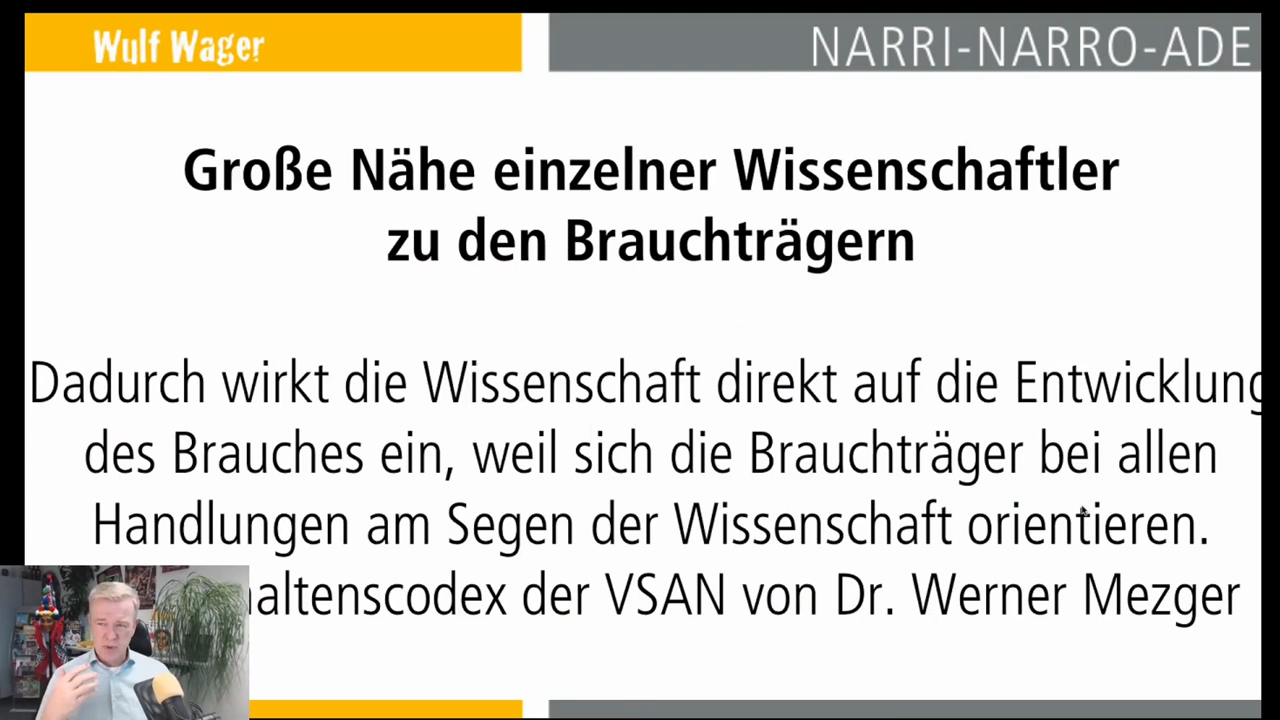 Wulf Wager
NARRI-NARRO-ADE
Große Nähe einzelner Wissenschaftler
zu den Brauchträgern
Dadurch wirkt die Wissenschaft direkt auf die Entwicklung
des Brauches ein, weil sich die Brauchträger bei allen
Handlungen am Segen der Wissenschaft orientieren.
haltenscodex der VSAN von Dr. Werner Mezger